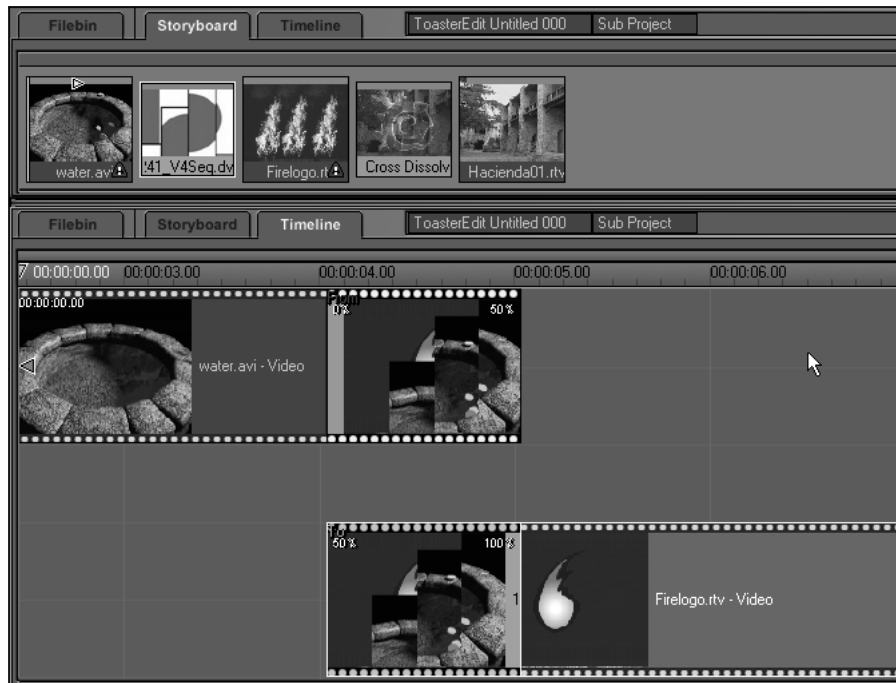 Filebin Storyboard Timeline ToasterEdit Untitled 000 Sub Project
water.av !41_V4Seq.dv Firelogo.rt Cross Dissolv Hacienda01.rtv
Filebin Storyboard Timeline ToasterEdit Untitled 000 Sub Project
00:00:00.00 00:00:03.00 00:00:04.00 00:00:05.00 00:00:06.00
00:00:00.00 From
0% 50%
water.avi - Video
To
50% 100%
1
Firelogo.rtv - Video